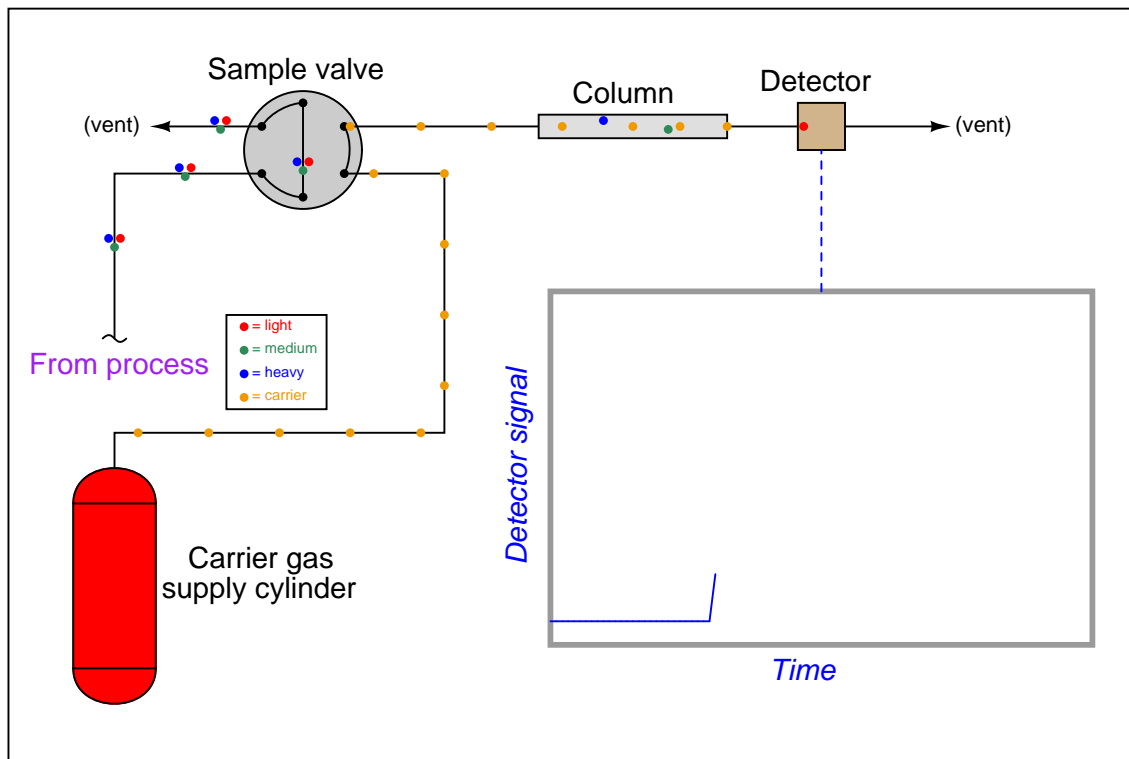 Sample valve
Column
Detector
(vent)
(vent)
= light
= medium
= heavy
= carrier
From process
Detector signal
Carrier gas
supply cylinder
Time